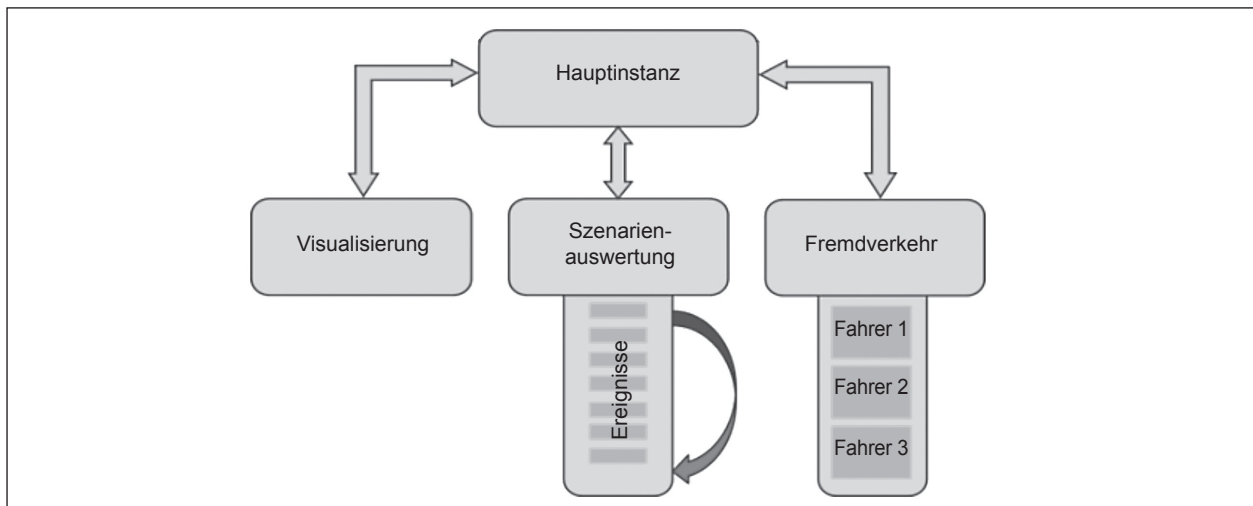 Hauptinstanz
Visualisierung
Szenarien-
auswertung
Fremdverkehr
Ereignisse
Fahrer 1
Fahrer 2
Fahrer 3